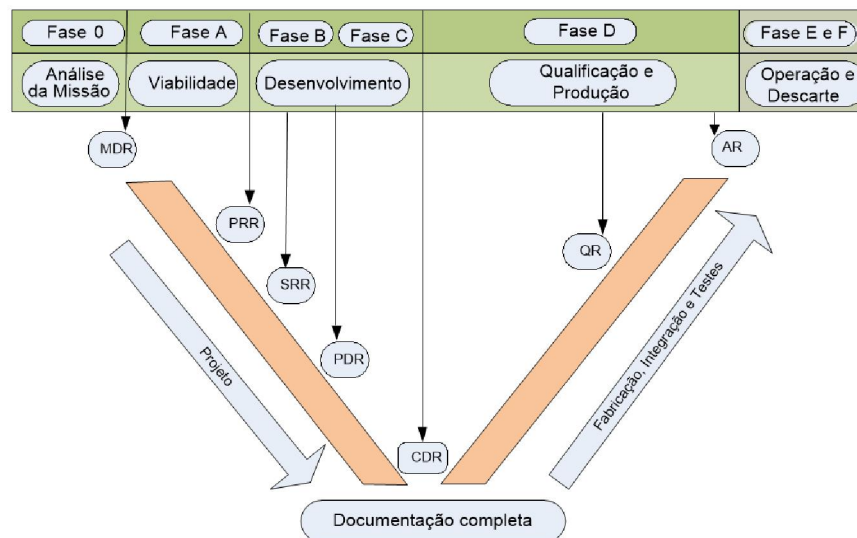 Fase 0
Fase A
Fase B
Fase C
Fase D
Fase E e F
Análise
da Missão
Viabilidade
Desenvolvimento
Qualificação e
Produção
Operação e
Descarte
MDR
AR
PRR
QR
SRR
PDR
Projeto
Fabricação, Integração e Testes
CDR
Documentação completa